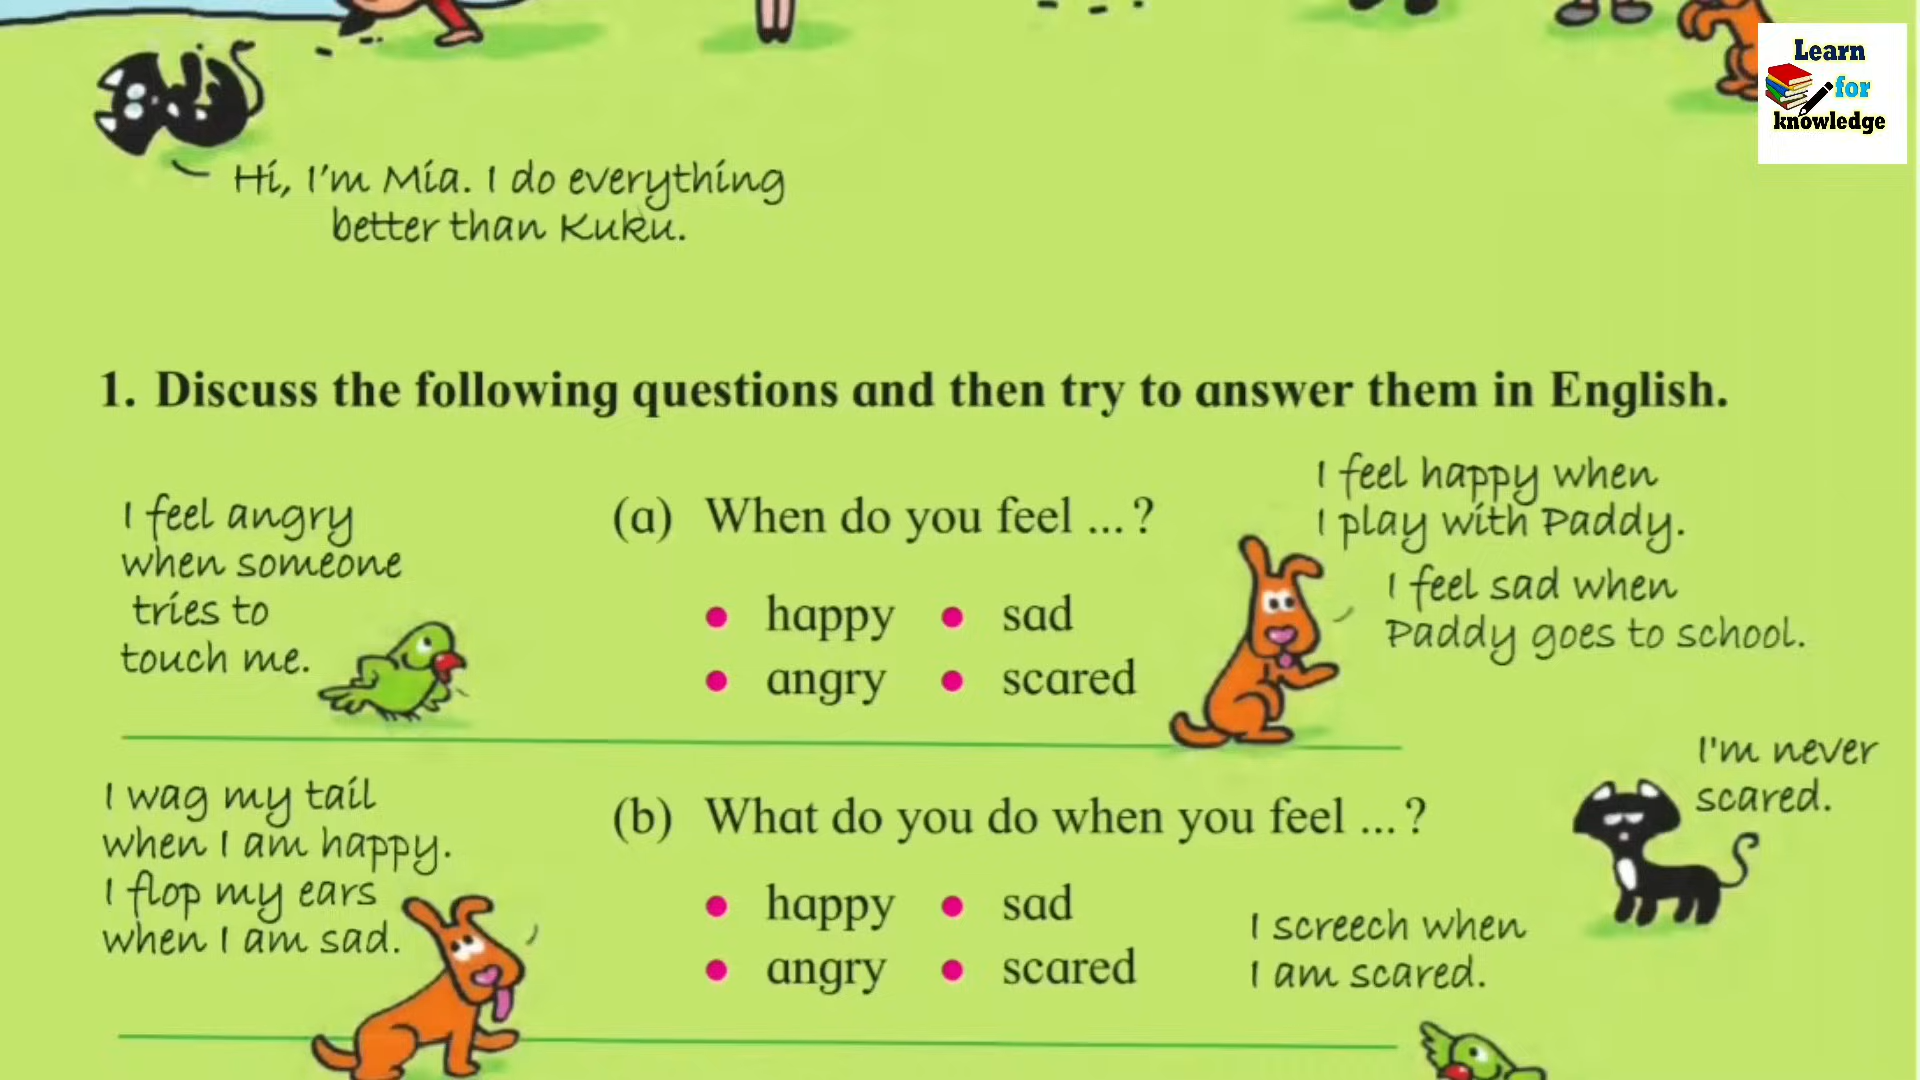 Learn
for
knowledge
Hi, I'm Mia. I do everything
better than Kuku.
1. Discuss the following questions and then try to answer them in English.
I feel angry
when someone
tries to
touch me.
(a) When do you feel ...?
• happy • sad
• angry • scared
I feel happy when
I play with Paddy.
I feel sad when
Paddy goes to school.
I wag my tail
when I am happy.
I flop my ears
when I am sad.
(b) What do you do when you feel ...?
• happy • sad
• angry • scared
I'm never
scared.
I screech when
I am scared.